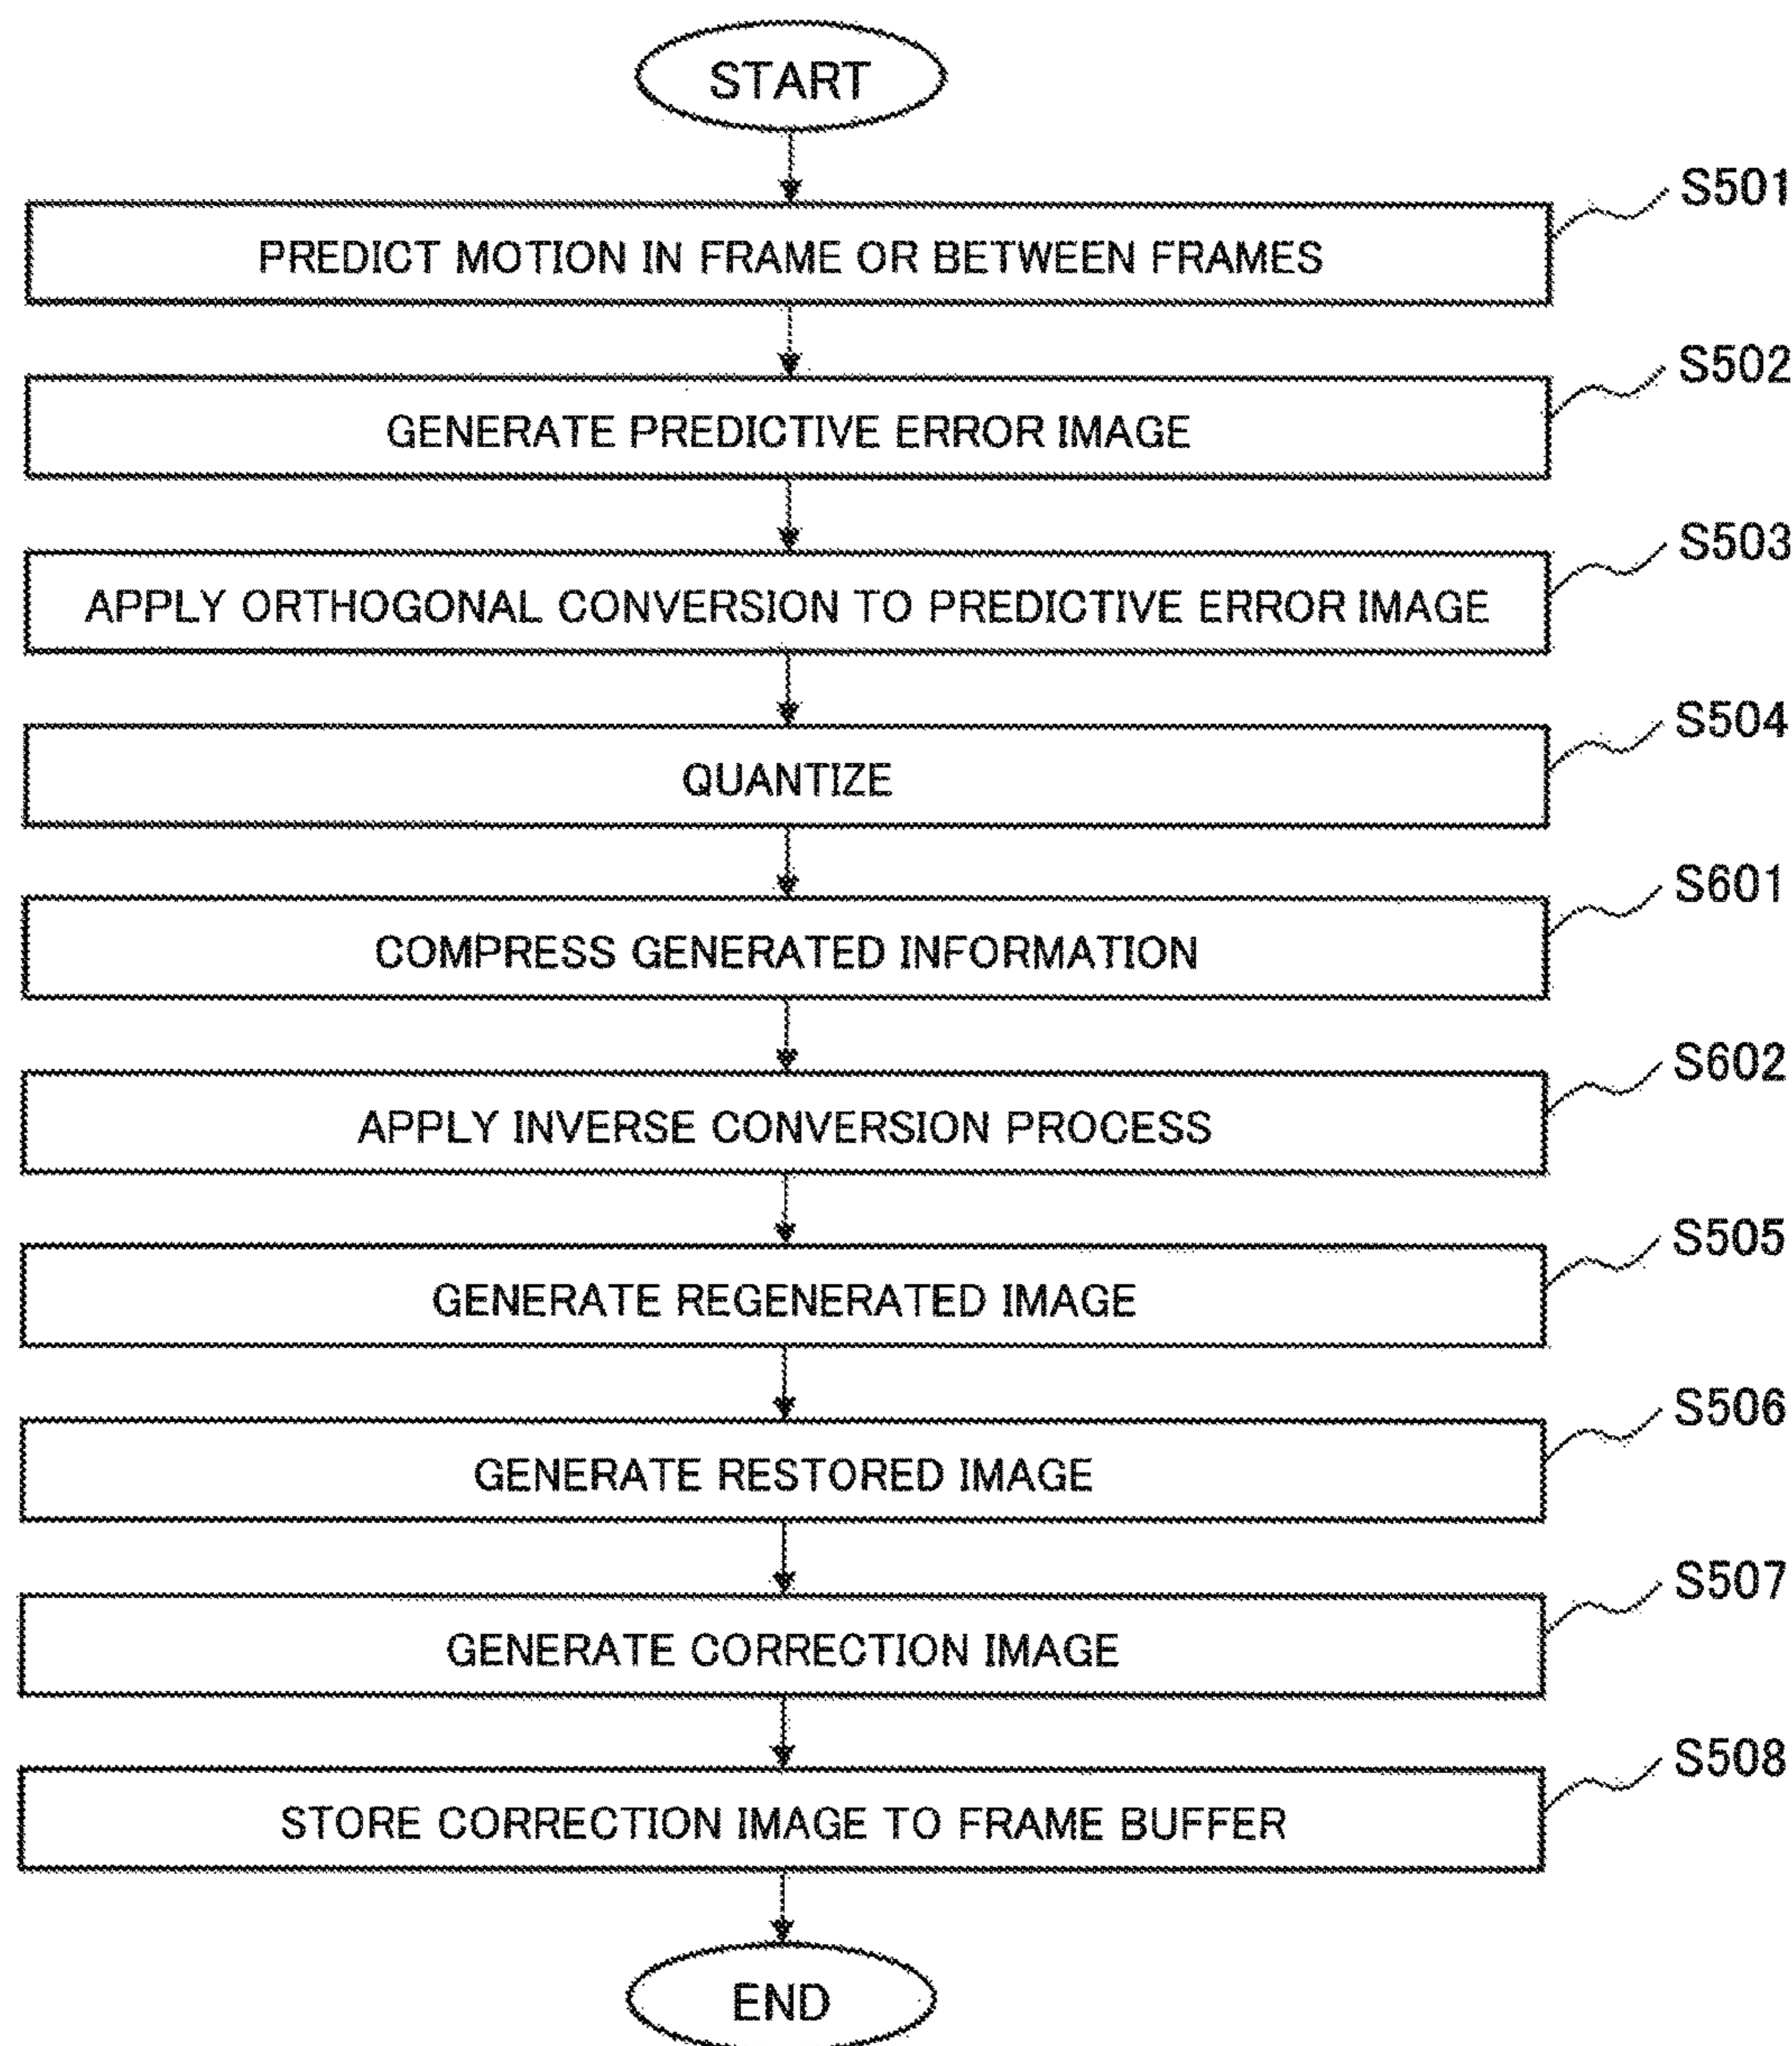 START
S501
PREDICT MOTION IN FRAME OR BETWEEN FRAMES
S502
GENERATE PREDICTIVE ERROR IMAGE
S503
APPLY ORTHOGONAL CONVERSION TO PREDICTIVE ERROR IMAGE
S504
QUANTIZE
S601
COMPRESS GENERATED INFORMATION
S602
APPLY INVERSE CONVERSION PROCESS
S505
GENERATE REGENERATED IMAGE
S506
GENERATE RESTORED IMAGE
S507
GENERATE CORRECTION IMAGE
S508
STORE CORRECTION IMAGE TO FRAME BUFFER
END